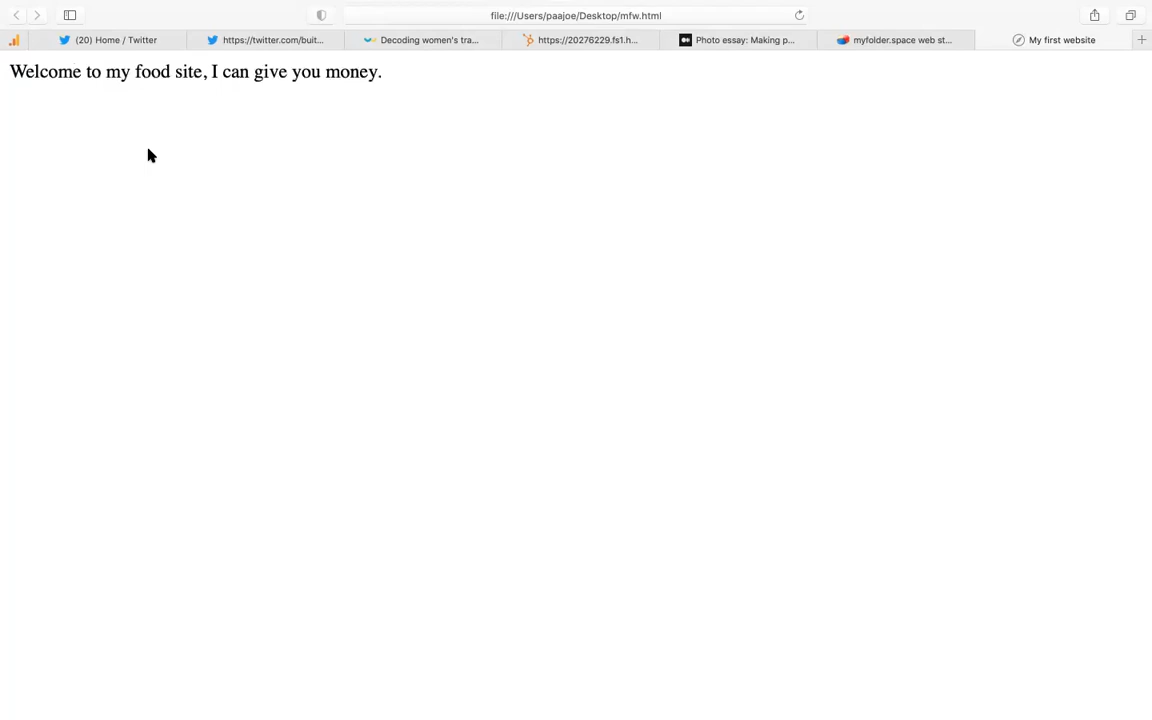 file:///Users/paajoe/Desktop/mfw.html
(20) Home / Twitter
https://twitter.com/buit...
Decoding women's tra...
https://20276229.fs1.h...
Photo essay: Making p...
myfolder.space web st...
My first website
Welcome to my food site, I can give you money.